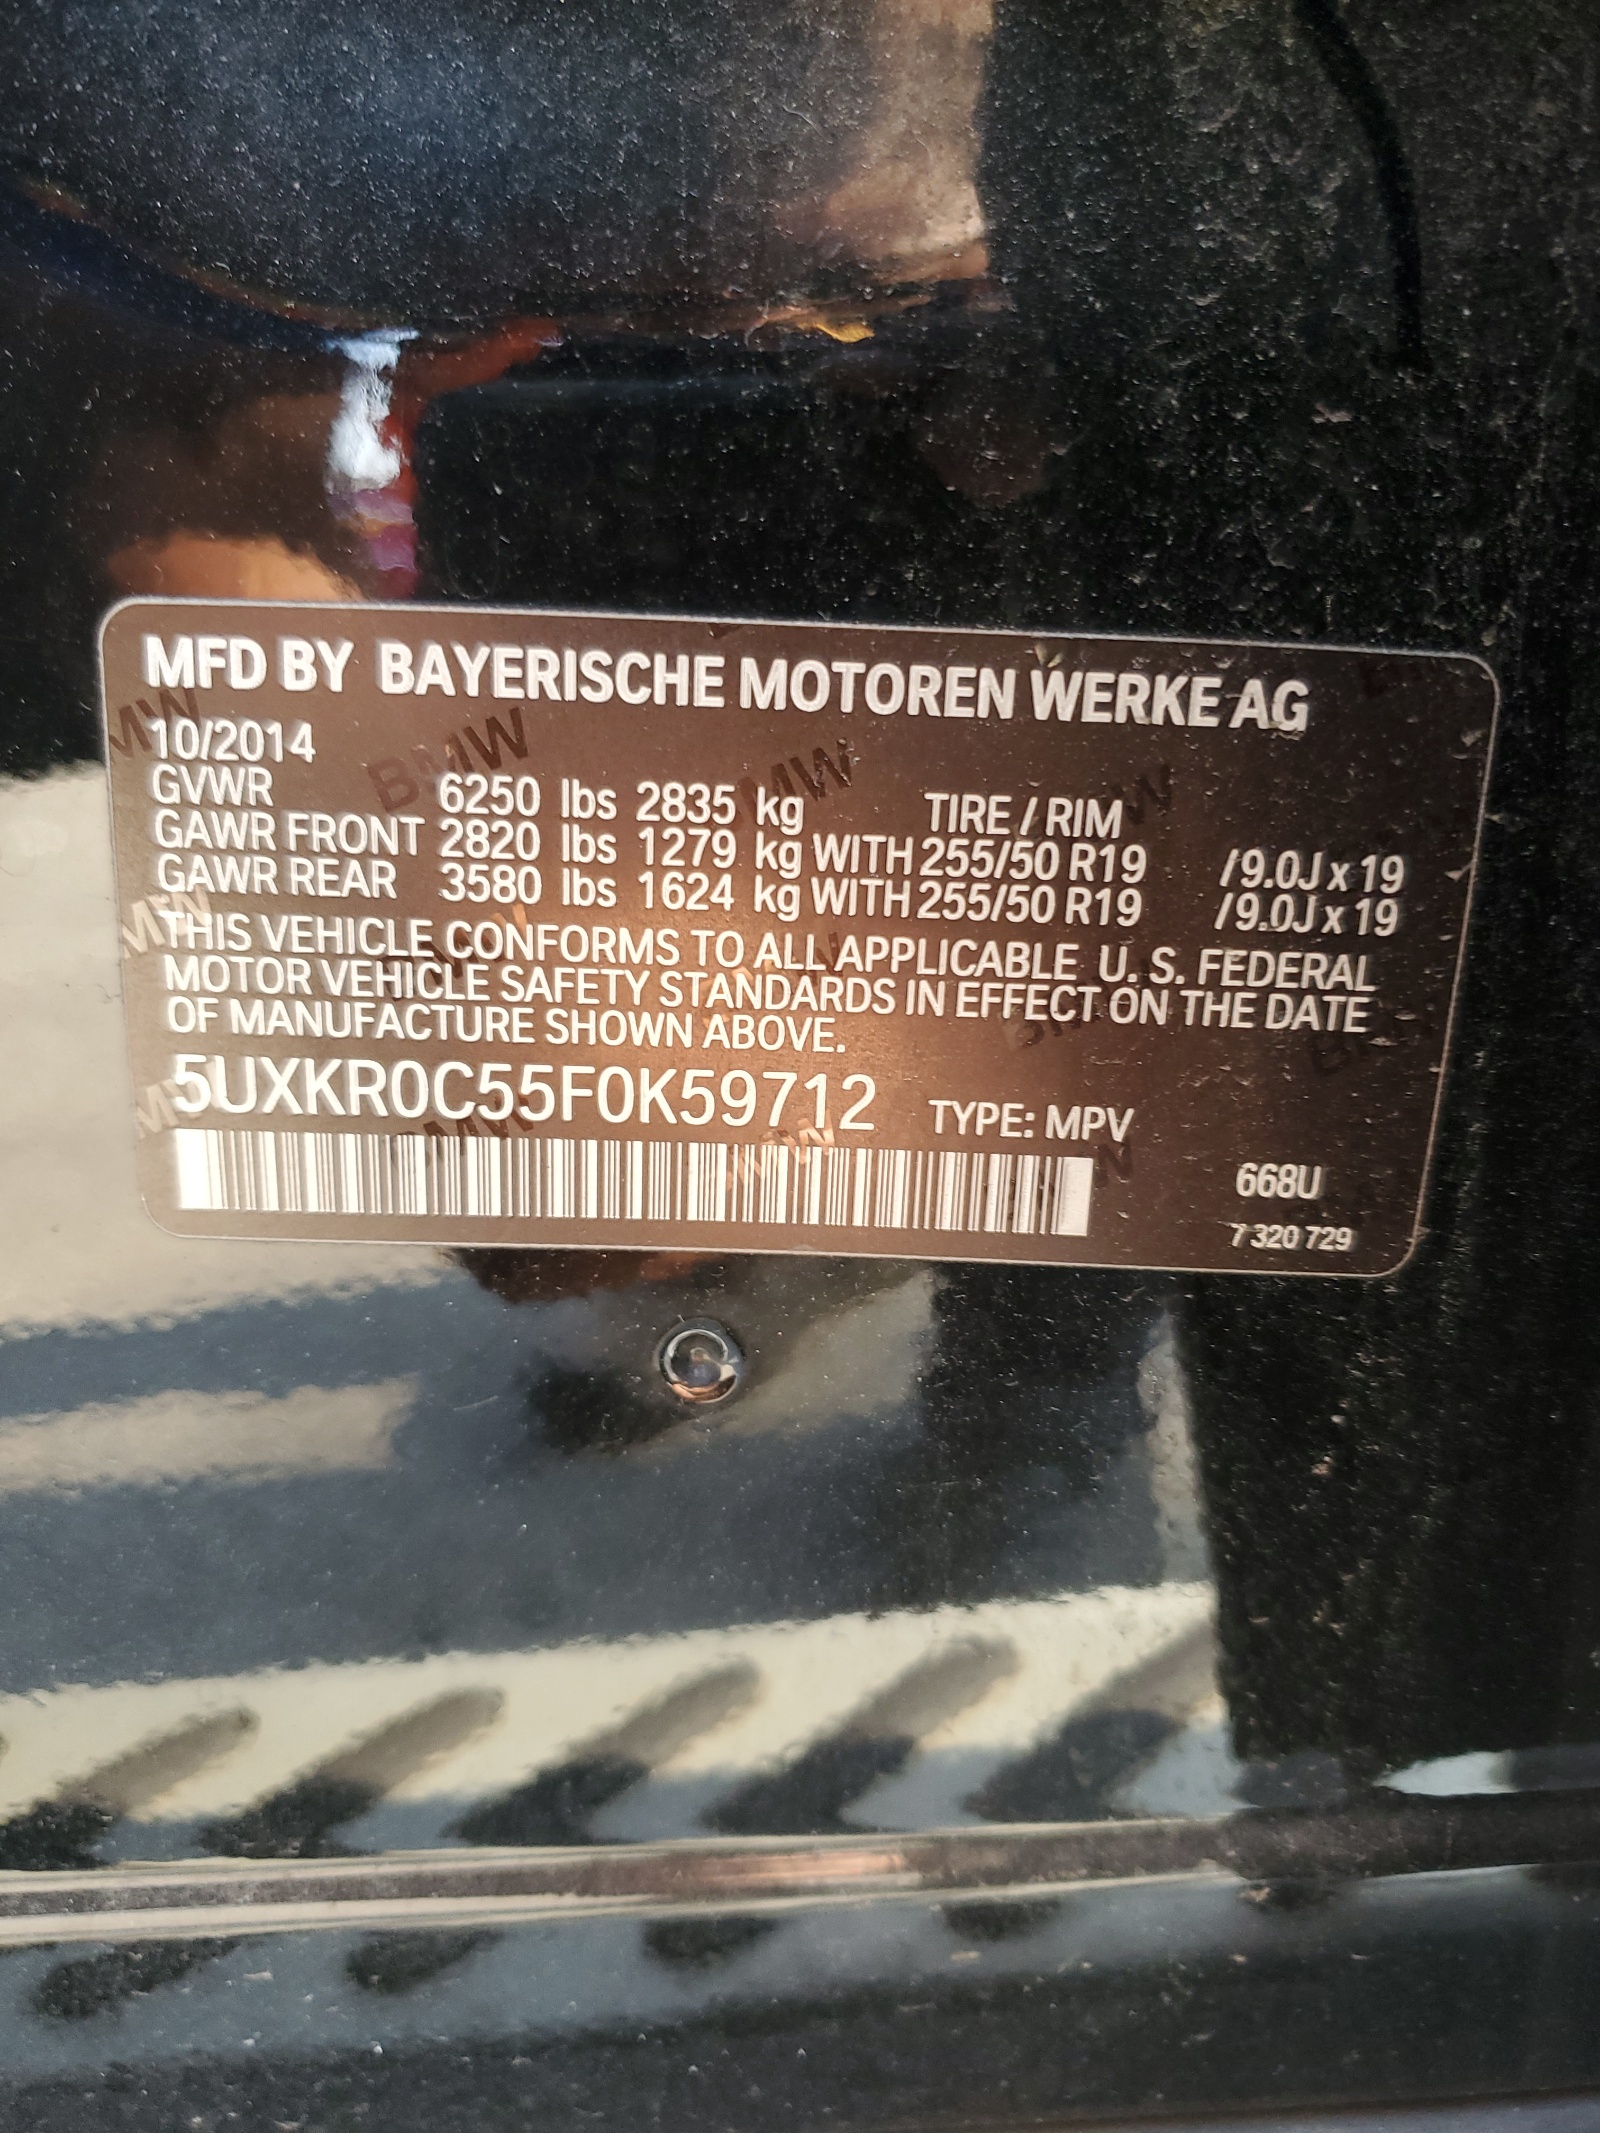 MFD BY BAYERISCHE MOTOREN WERKE AG
10/2014
GVWR 6250 lbs 2835 kg TIRE / RIM
GAWR FRONT 2820 lbs 1279 kg WITH 255/50 R19 /9.0J x 19
GAWR REAR 3580 lbs 1624 kg WITH 255/50 R19 /9.0J x 19
THIS VEHICLE CONFORMS TO ALL APPLICABLE U. S. FEDERAL
MOTOR VEHICLE SAFETY STANDARDS IN EFFECT ON THE DATE
OF MANUFACTURE SHOWN ABOVE.
5UXKR0C55F0K59712 TYPE: MPV
668U
7 320 729